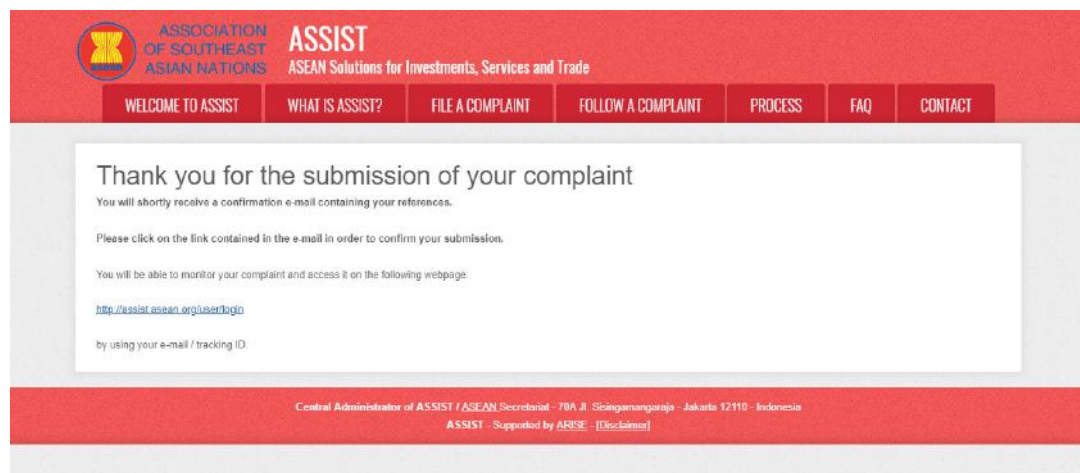 ASSOCIATION
OF SOUTHEAST
ASIAN NATIONS
asean
ASSIST
ASEAN Solutions for Investments, Services and Trade
WELCOME TO ASSIST WHAT IS ASSIST? FILE A COMPLAINT FOLLOW A COMPLAINT PROCESS FAQ CONTACT
Thank you for the submission of your complaint
You will shortly receive a confirmation e-mail containing your references.
Please click on the link contained in the e-mail in order to confirm your submission.
You will be able to monitor your complaint and access it on the following webpage:
http://assist.asean.org/user/login
by using your e-mail / tracking ID.
Central Administrator of ASSIST / ASEAN Secretariat - 70A Jl. Sisingamangaraja - Jakarta 12110 - Indonesia
ASSIST - Supported by ARISE - [Disclaimer]